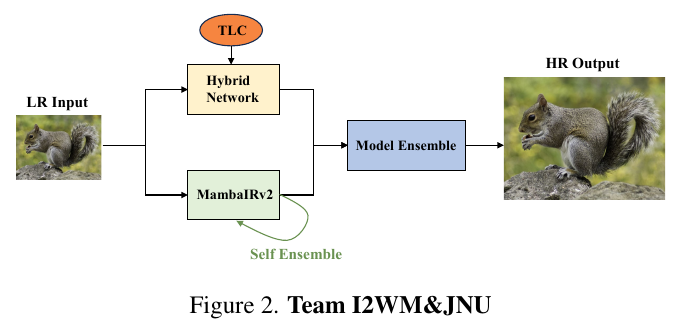 TLC
Hybrid
Network
LR Input
HR Output
Model Ensemble
MambaIRv2
Self Ensemble
Figure 2. Team I2WM&JNU